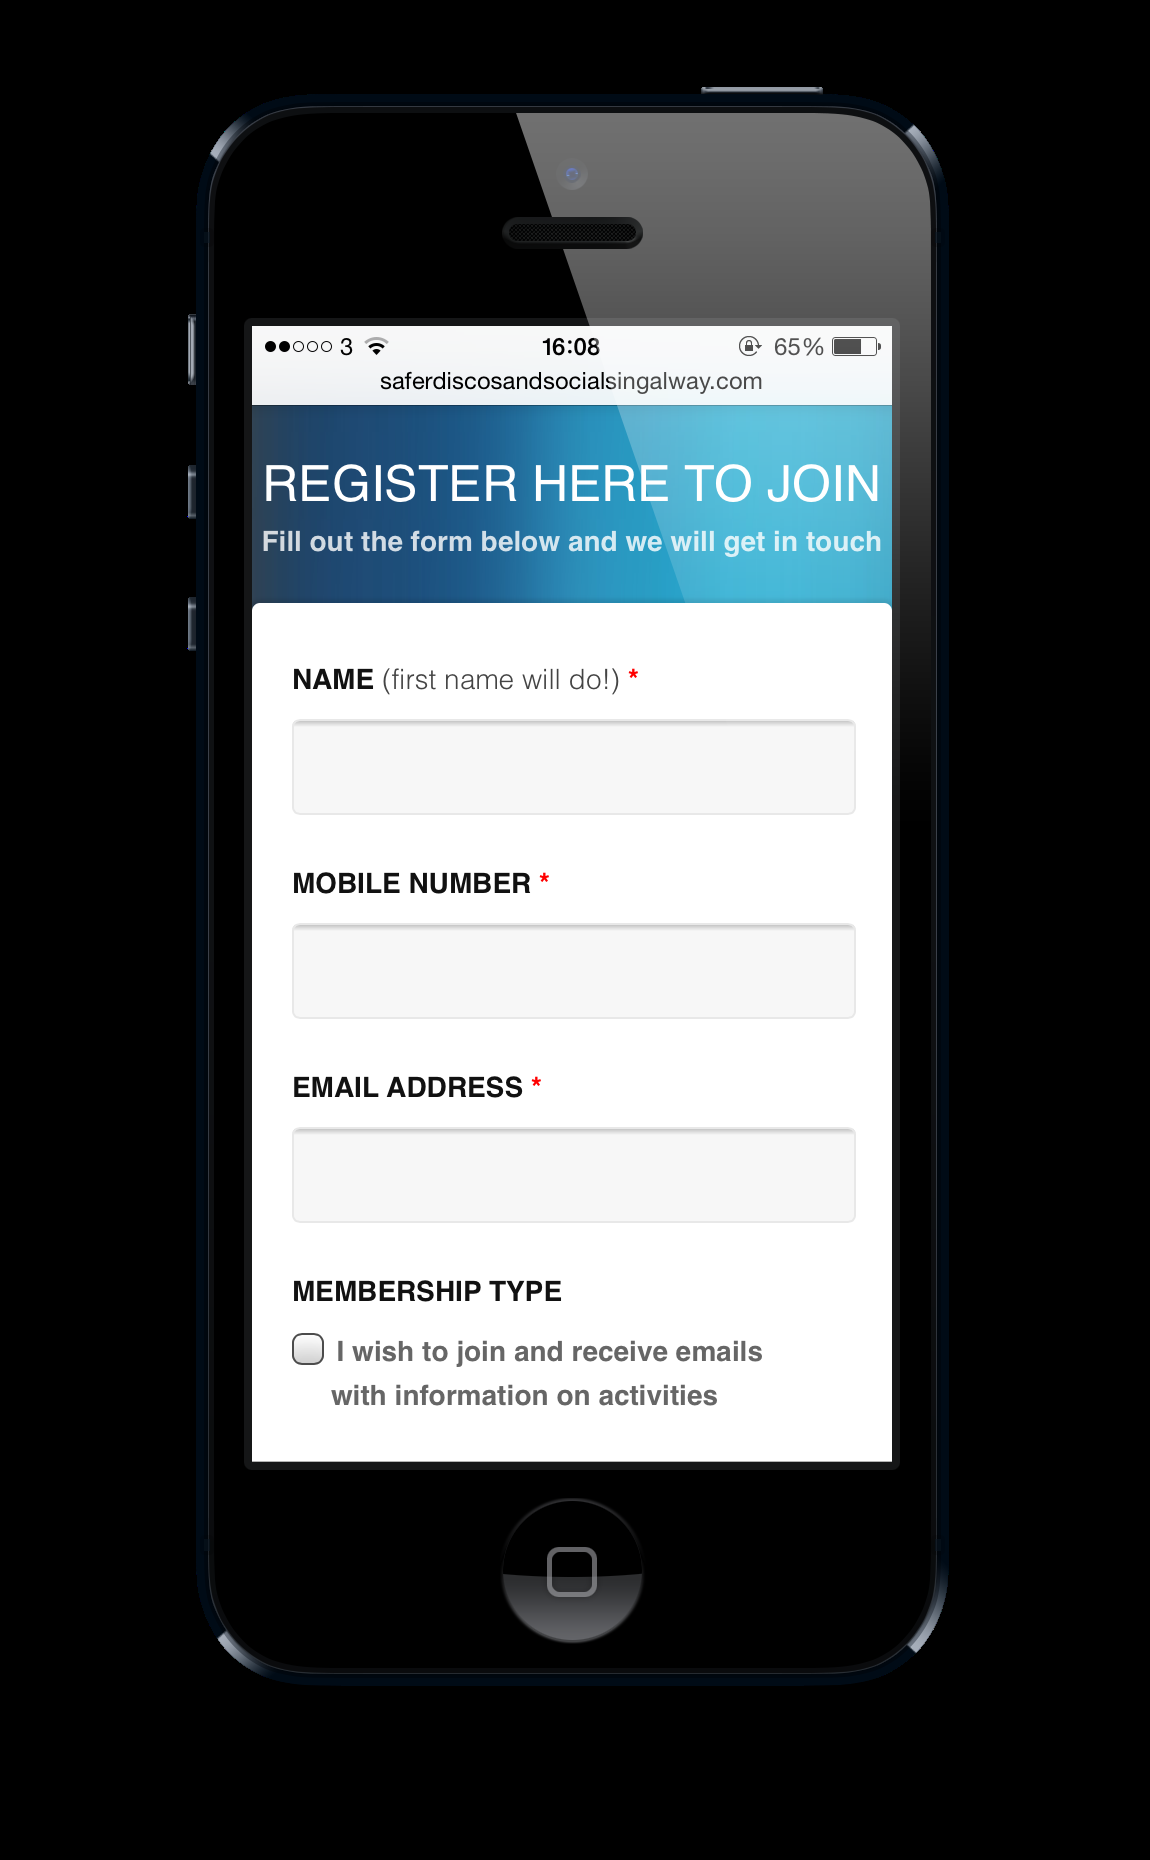 3 16:08 65%
saferdiscosandsocialsingalway.com
REGISTER HERE TO JOIN
Fill out the form below and we will get in touch
NAME (first name will do!) *
MOBILE NUMBER *
EMAIL ADDRESS *
MEMBERSHIP TYPE
I wish to join and receive emails
with information on activities